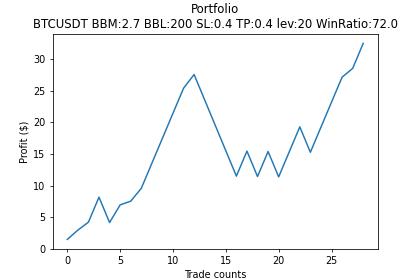 Portfolio
BTCUSDT BBM:2.7 BBL:200 SL:0.4 TP:0.4 lev:20 WinRatio:72.0
30
25
20
15
10
5
0
Profit ($)
0 5 10 15 20 25
Trade counts